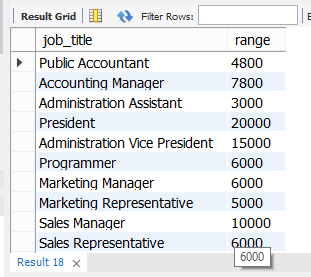 Result Grid Filter Rows:
job_title range
Public Accountant 4800
Accounting Manager 7800
Administration Assistant 3000
President 20000
Administration Vice President 15000
Programmer 6000
Marketing Manager 6000
Marketing Representative 5000
Sales Manager 10000
Sales Representative 6000
6000
Result 18 ×